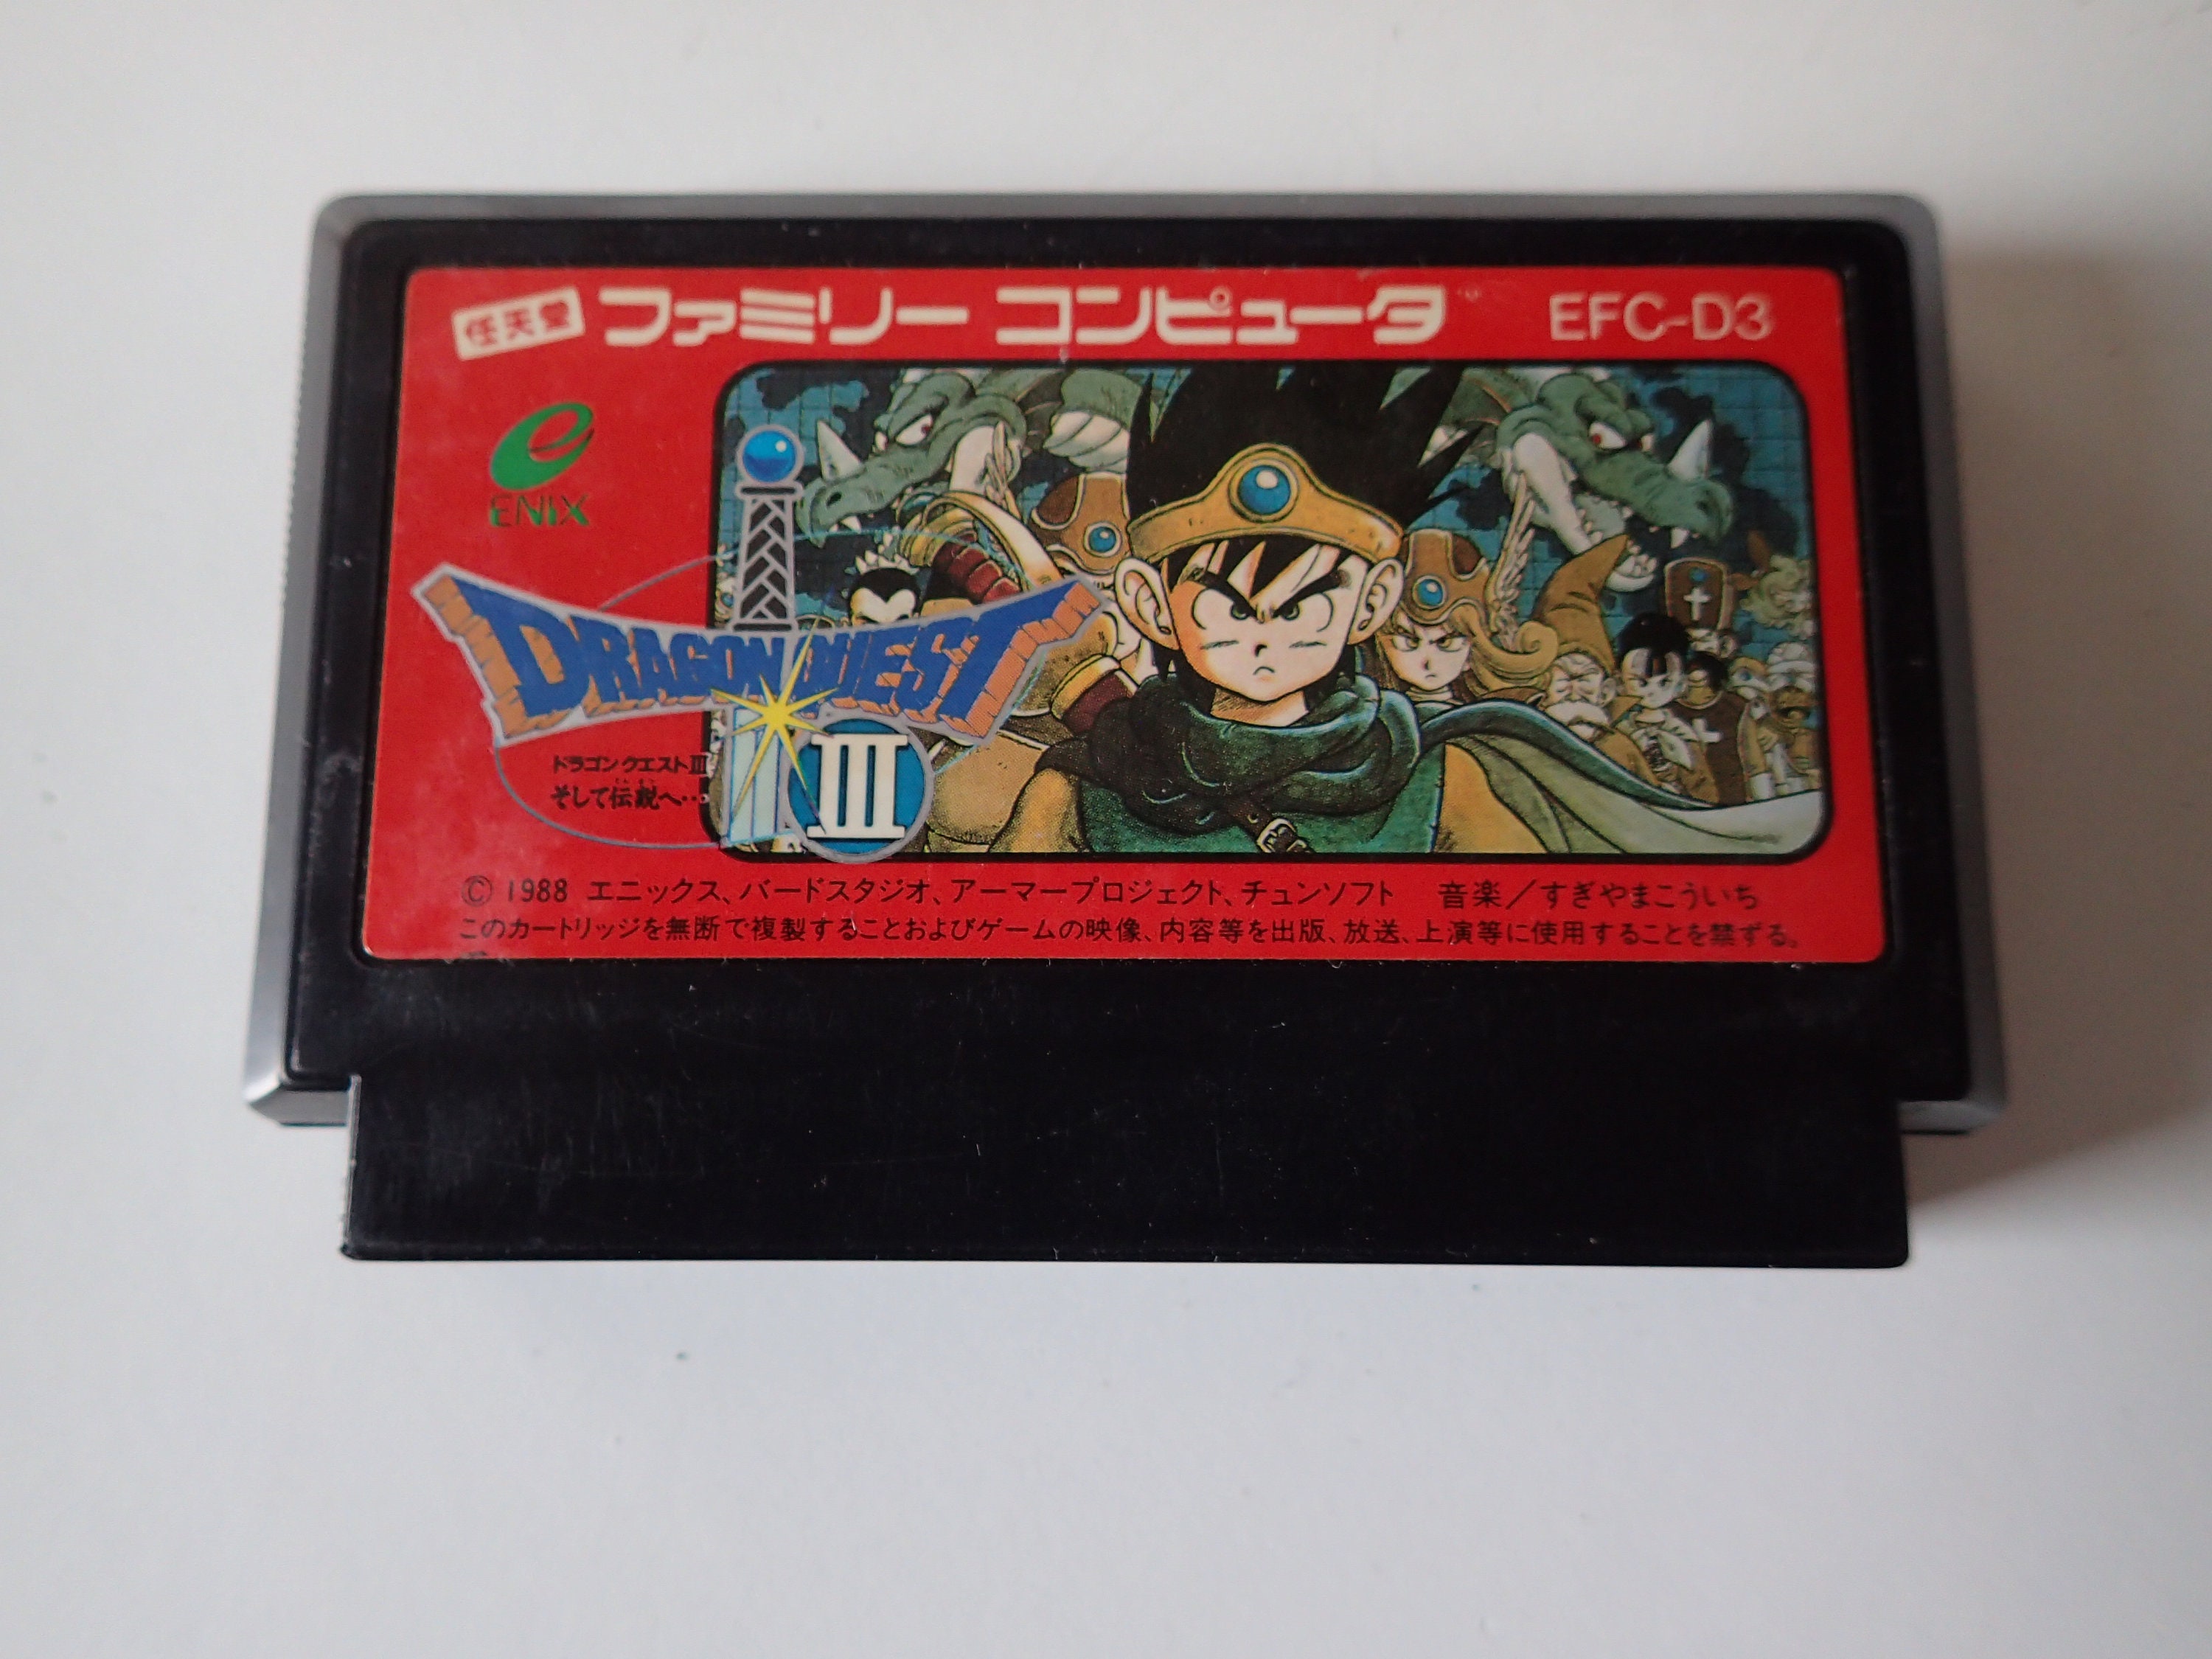 任天堂 ファミリー コンピュータ EFC-D3
ENIX
DRAGON QUEST
III
ドラゴンクエストIII
そして伝説へ…
© 1988 エニックス、バードスタジオ、アーマープロジェクト、チュンソフト 音楽/すぎやまこういち
このカートリッジを無断で複製することおよびゲームの映像、内容等を出版、放送、上演等に使用することを禁ずる。